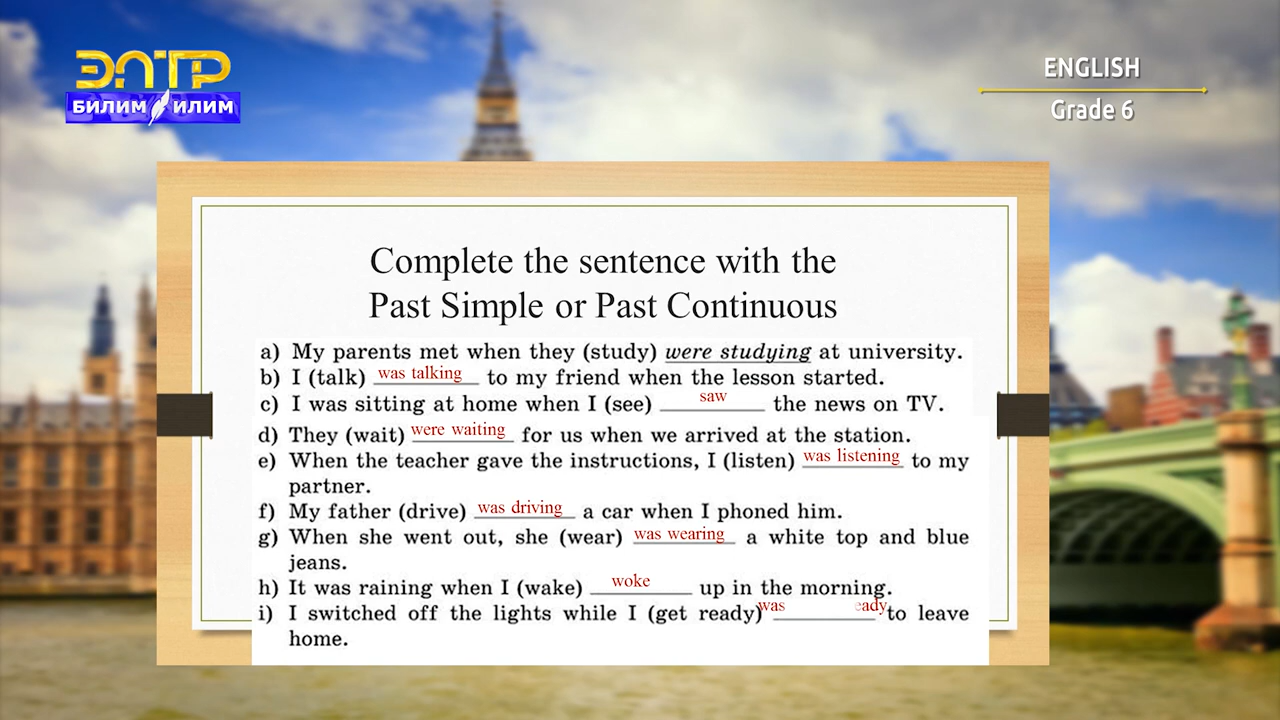 ЭЛТР
БИЛИМ ИЛИМ
ENGLISH
Grade 6
Complete the sentence with the
Past Simple or Past Continuous
a) My parents met when they (study) were studying at university.
b) I (talk) was talking to my friend when the lesson started.
c) I was sitting at home when I (see) saw the news on TV.
d) They (wait) were waiting for us when we arrived at the station.
e) When the teacher gave the instructions, I (listen) was listening to my
partner.
f) My father (drive) was driving a car when I phoned him.
g) When she went out, she (wear) was wearing a white top and blue
jeans.
h) It was raining when I (wake) woke up in the morning.
i) I switched off the lights while I (get ready) was eady to leave
home.